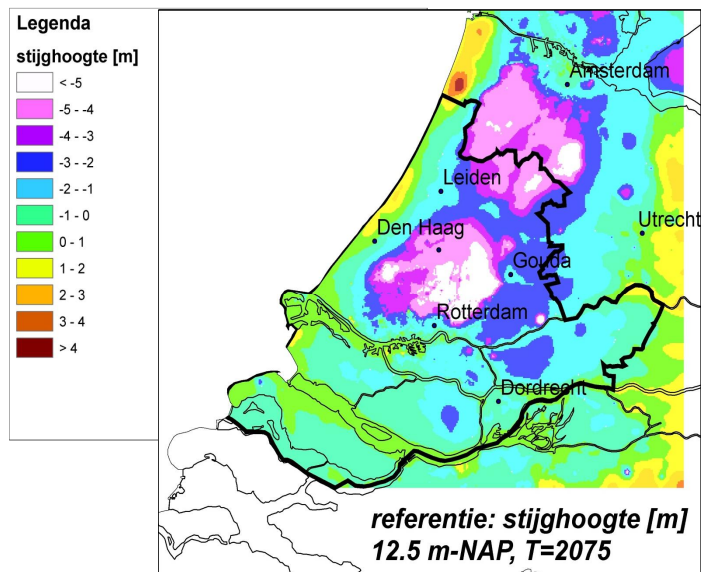 Legenda
stijghoogte [m]
< -5
-5 - -4
-4 - -3
-3 - -2
-2 - -1
-1 - 0
0 - 1
1 - 2
2 - 3
3 - 4
> 4
Amsterdam
Leiden
Utrecht
Den Haag
Gouda
Rotterdam
Dordrecht
referentie: stijghoogte [m]
12.5 m-NAP, T=2075